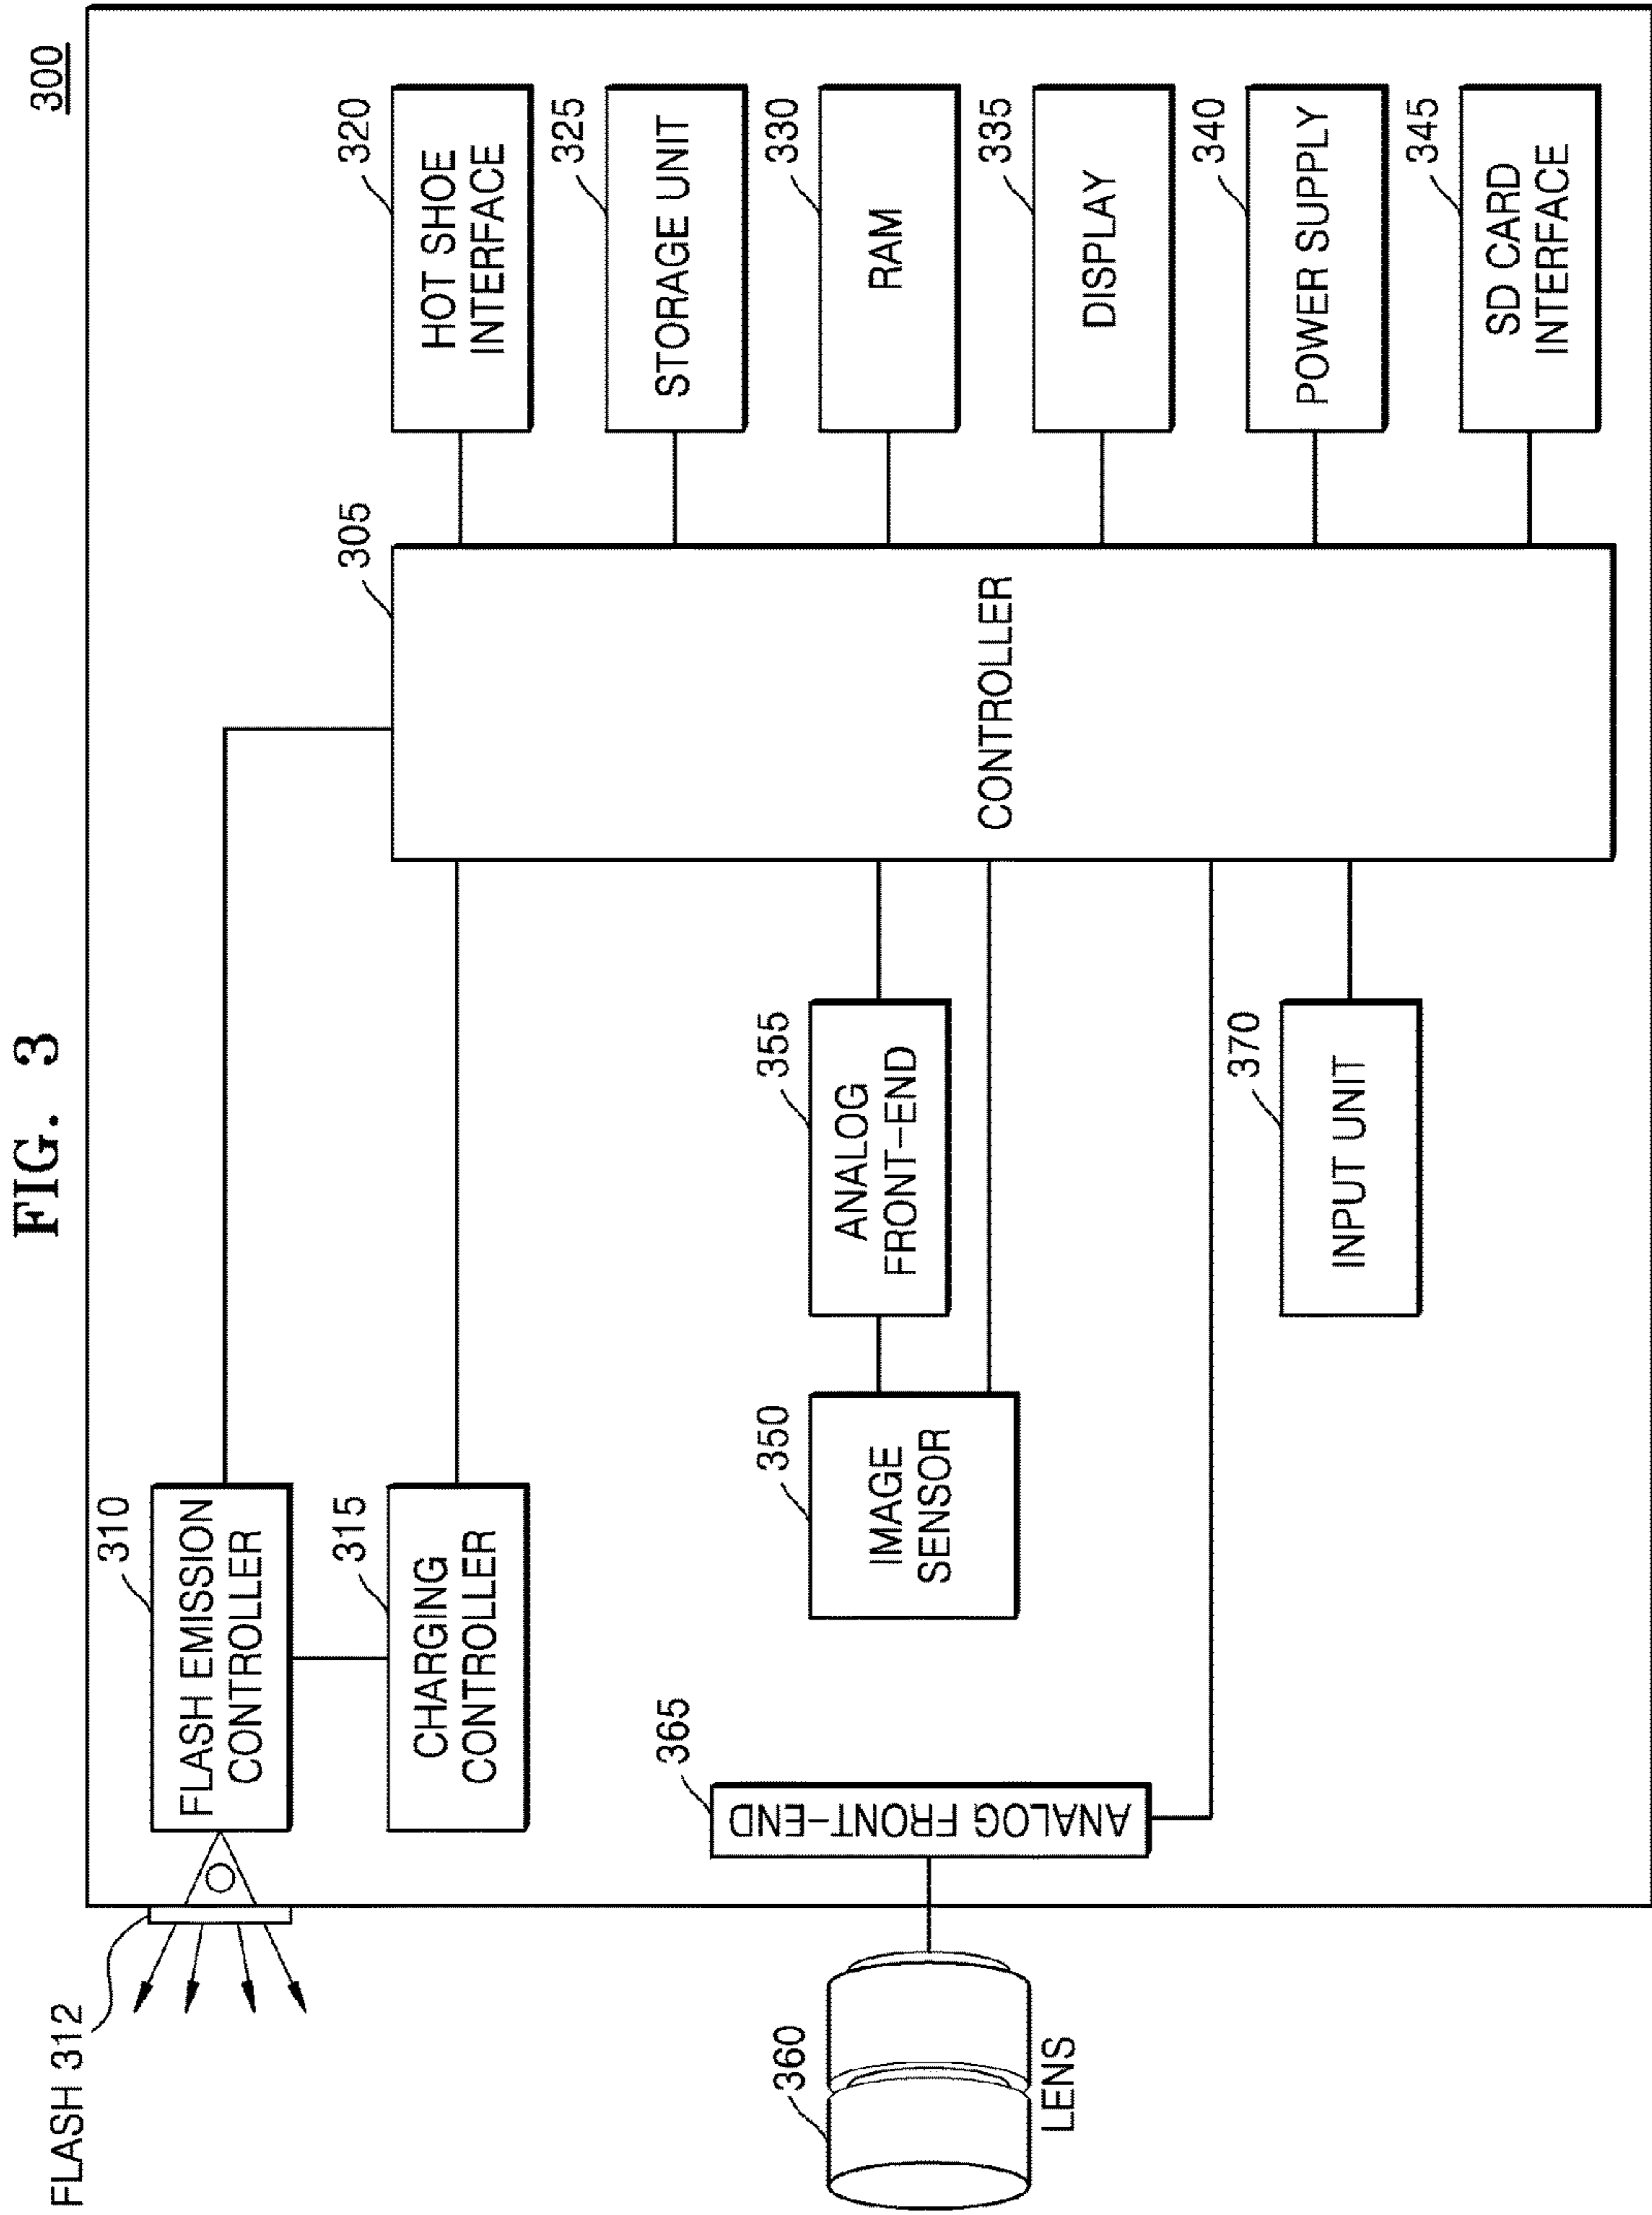 FIG. 3
300
FLASH 312
310
FLASH EMISSION
CONTROLLER
315
CHARGING
CONTROLLER
305
CONTROLLER
320
HOT SHOE
INTERFACE
325
STORAGE UNIT
330
RAM
335
DISPLAY
340
POWER SUPPLY
345
SD CARD
INTERFACE
350
IMAGE
SENSOR
355
ANALOG
FRONT-END
360
LENS
365
ANALOG FRONT-END
370
INPUT UNIT